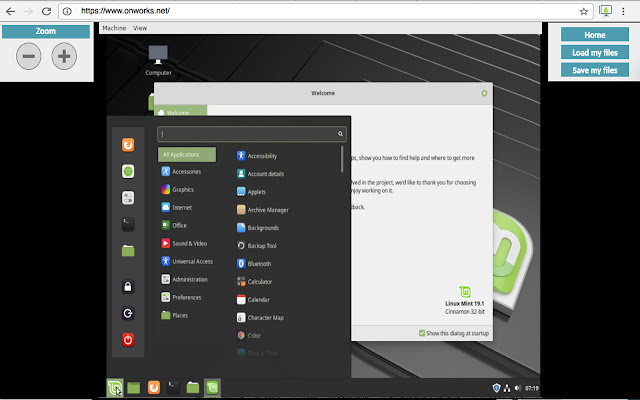 https://www.onworks.net/
Zoom
Machine View
Home
Load my files
Save my files
Computer
Welcome
Welcome
All Applications
Accessories
Graphics
Internet
Office
Sound & Video
Universal Access
Administration
Preferences
Places
Accessibility
Account details
Applets
Archive Manager
Backgrounds
Backup Tool
Bluetooth
Calculator
Calendar
Character Map
Color
ps, show you how to find help and where to get more
lved in the project, we'd like to thank you for choosing
njoy working on it.
dback.
Linux Mint 19.1
Cinnamon 32-bit
Show this dialog at startup
07:19